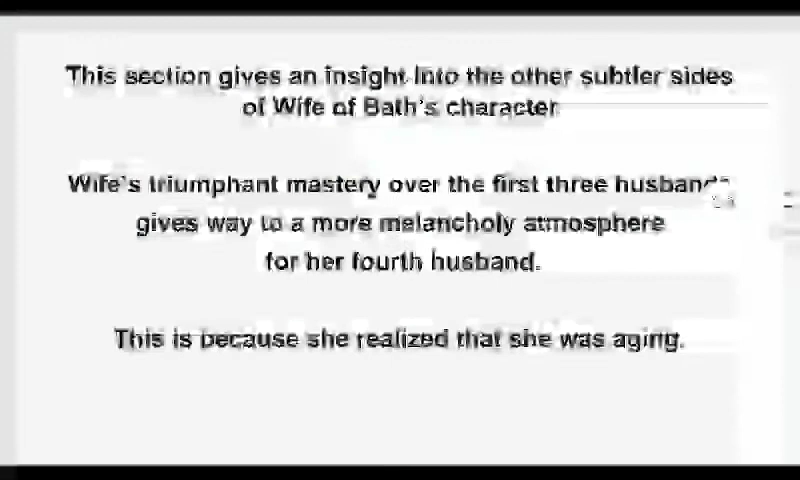 This section gives an insight into the other subtler sides
of Wife of Bath's character
Wife's triumphant mastery over the first three husbands
gives way to a more melancholy atmosphere
for her fourth husband.
This is because she realized that she was aging.